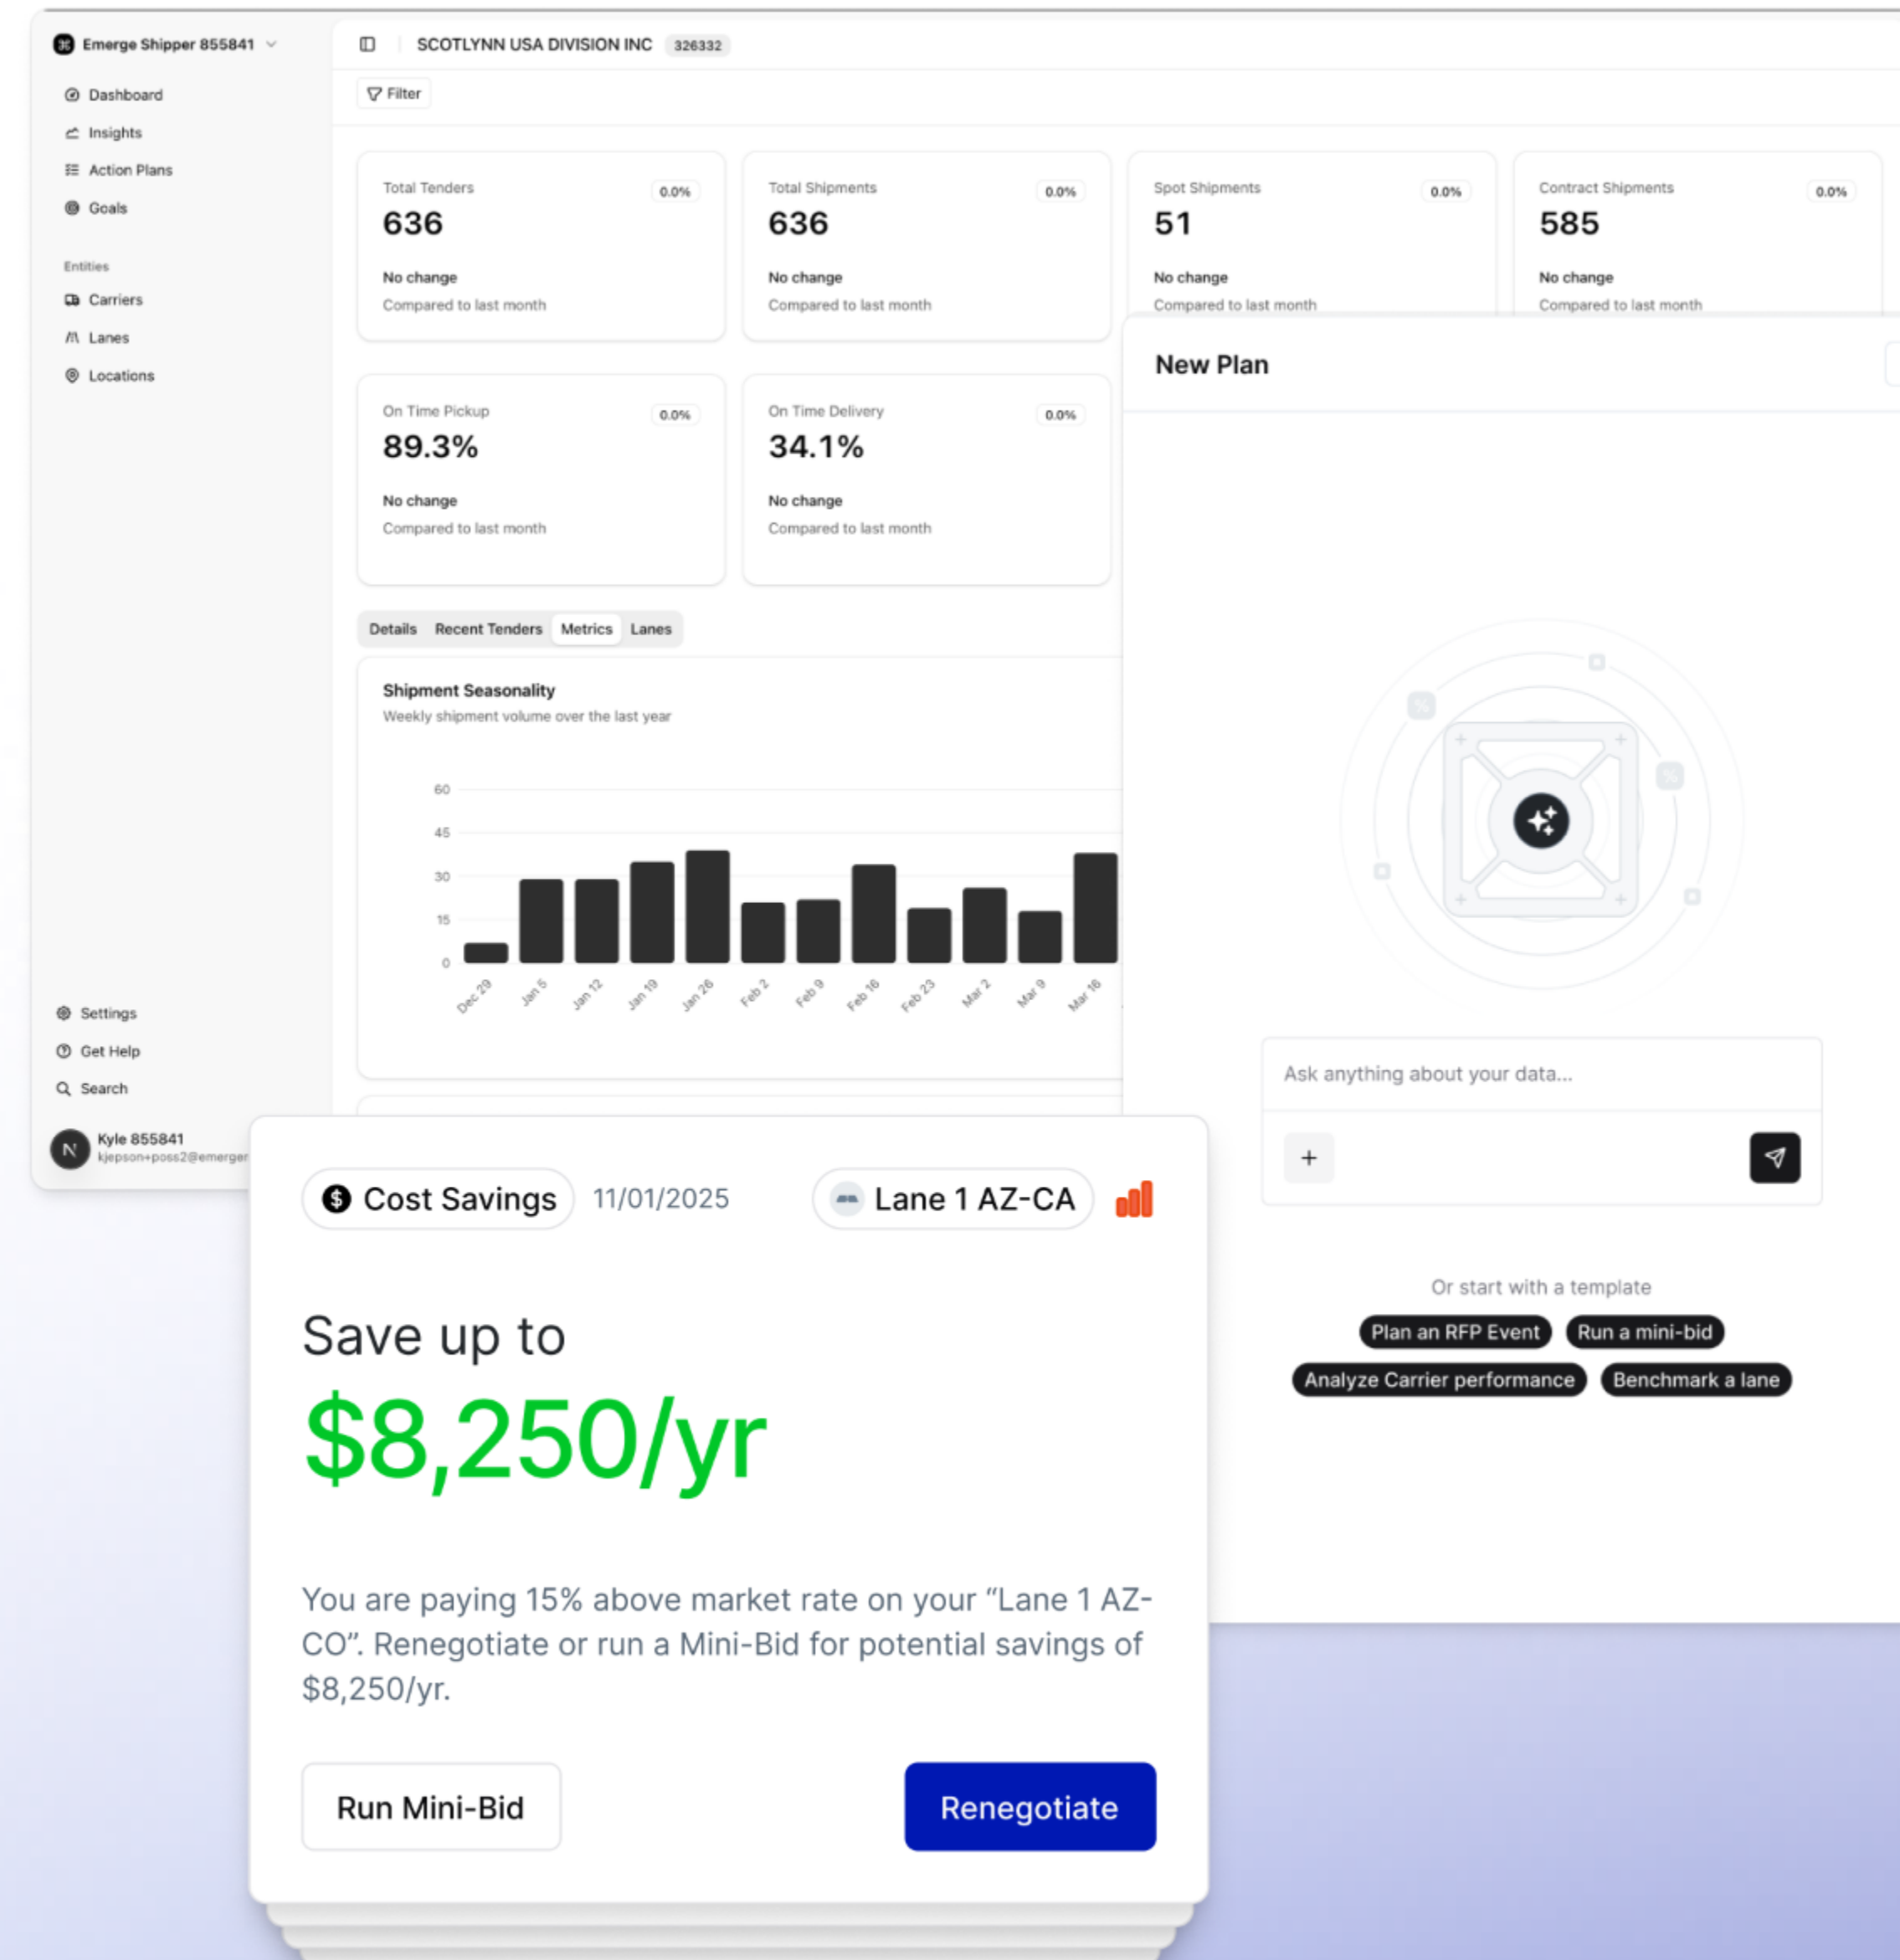 Emerge Shipper 855841
Dashboard
Insights
Action Plans
Goals
Entities
Carriers
Lanes
Locations
Settings
Get Help
Search
N
Kyle 855841
kjepson+poss2@emerger
SCOTLYNN USA DIVISION INC 326332
Filter
Total Tenders 0.0%
636
No change
Compared to last month
Total Shipments 0.0%
636
No change
Compared to last month
Spot Shipments 0.0%
51
No change
Compared to last month
Contract Shipments 0.0%
585
No change
Compared to last month
On Time Pickup 0.0%
89.3%
No change
Compared to last month
On Time Delivery 0.0%
34.1%
No change
Compared to last month
Details Recent Tenders Metrics Lanes
Shipment Seasonality
Weekly shipment volume over the last year
60
45
30
15
0
Dec 29 Jan 5 Jan 12 Jan 19 Jan 26 Feb 2 Feb 9 Feb 16 Feb 23 Mar 2 Mar 9 Mar 16
New Plan
%
%
Ask anything about your data...
+
Or start with a template
Plan an RFP Event Run a mini-bid
Analyze Carrier performance Benchmark a lane
$ Cost Savings 11/01/2025 Lane 1 AZ-CA
Save up to
$8,250/yr
You are paying 15% above market rate on your “Lane 1 AZ-
CO”. Renegotiate or run a Mini-Bid for potential savings of
$8,250/yr.
Run Mini-Bid Renegotiate